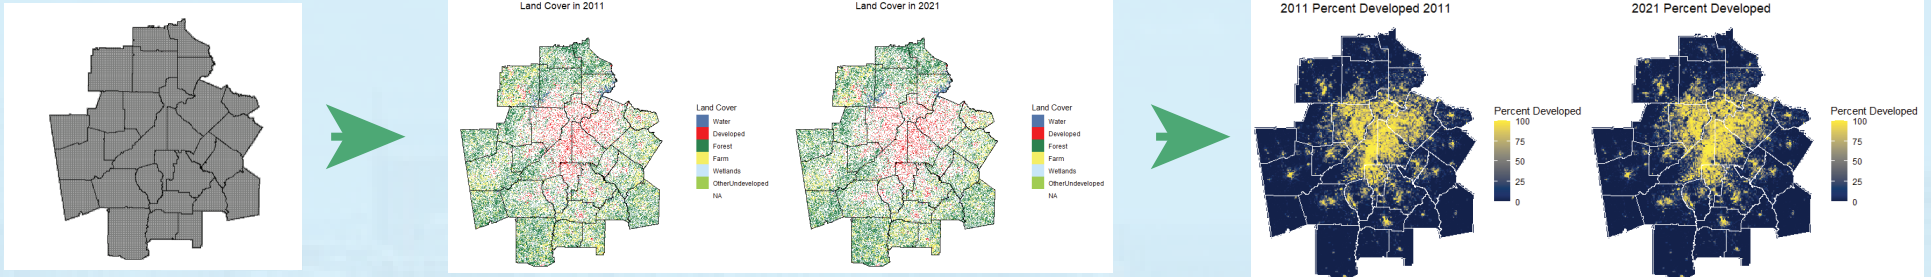 Land Cover in 2011
Land Cover
Water
Developed
Forest
Farm
Wetlands
OtherUndeveloped
NA
Land Cover in 2021
Land Cover
Water
Developed
Forest
Farm
Wetlands
OtherUndeveloped
NA
2011 Percent Developed 2011
Percent Developed
100
75
50
25
0
2021 Percent Developed
Percent Developed
100
75
50
25
0